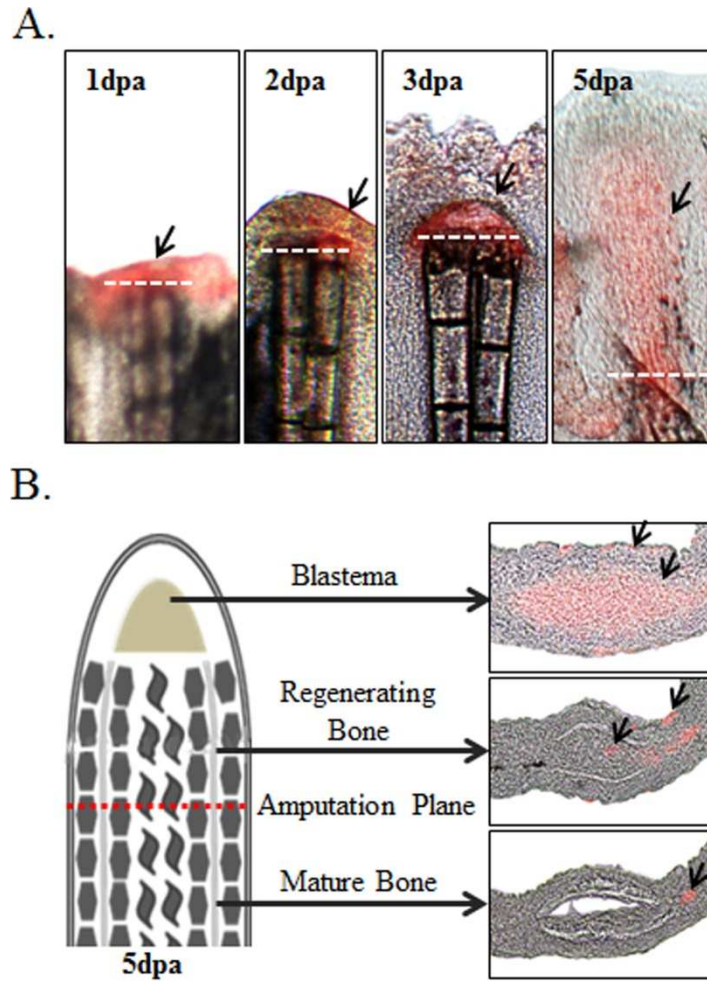 A.
1dpa 2dpa 3dpa 5dpa
B.
Blastema
Regenerating
Bone
Amputation Plane
Mature Bone
5dpa